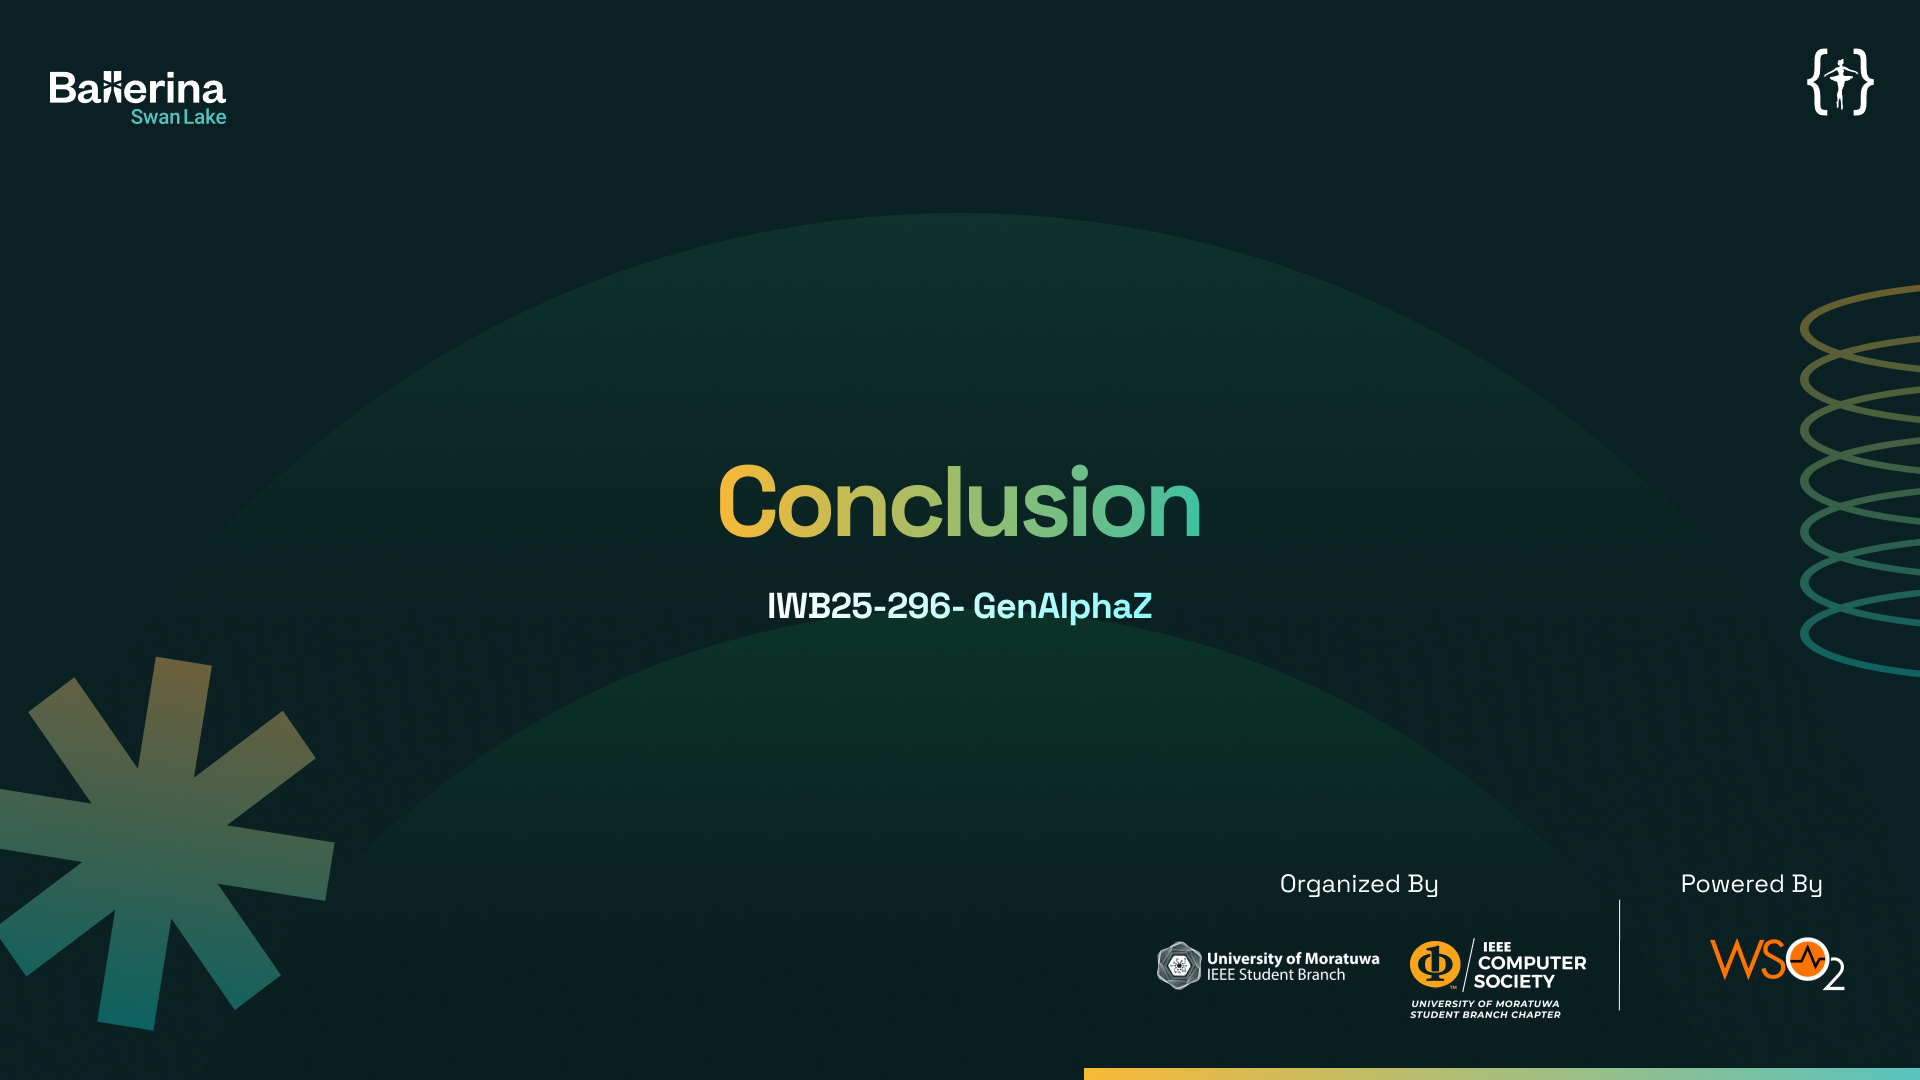 Ballerina
Swan Lake
Conclusion
IWB25-296- GenAlphaZ
Organized By
Powered By
University of Moratuwa
IEEE Student Branch
IEEE
COMPUTER
SOCIETY
TM
UNIVERSITY OF MORATUWA
STUDENT BRANCH CHAPTER
WSO2